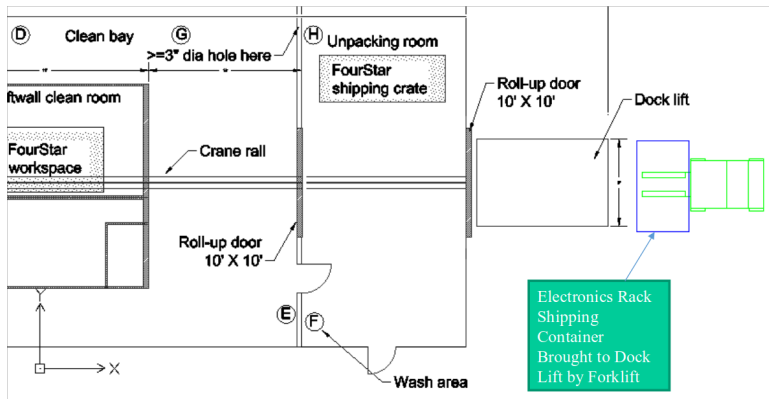 D
Clean bay
G
>=3" dia hole here
H
Unpacking room
FourStar
shipping crate
Roll-up door
10' X 10'
Dock lift
ftwall clean room
FourStar
workspace
Crane rail
Roll-up door
10' X 10'
Electronics Rack
Shipping
Container
Brought to Dock
Lift by Forklift
E
F
Wash area
Y
X